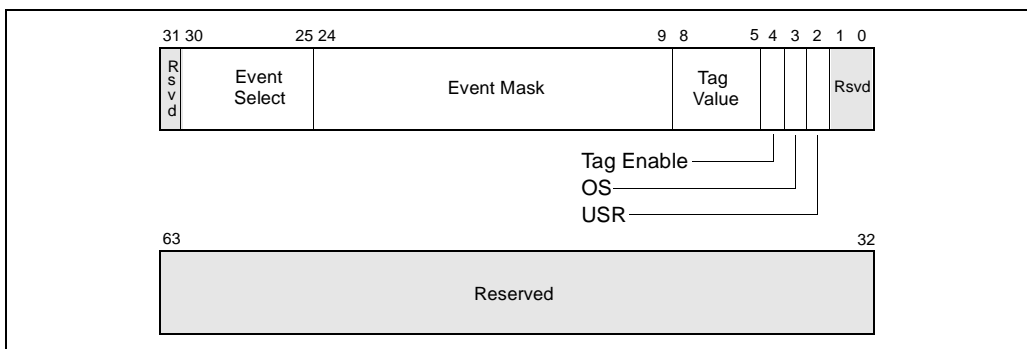 31 30 25 24 9 8 5 4 3 2 1 0
Rsvd
Event Select
Event Mask
Tag Value
Rsvd
Tag Enable
OS
USR
63 32
Reserved